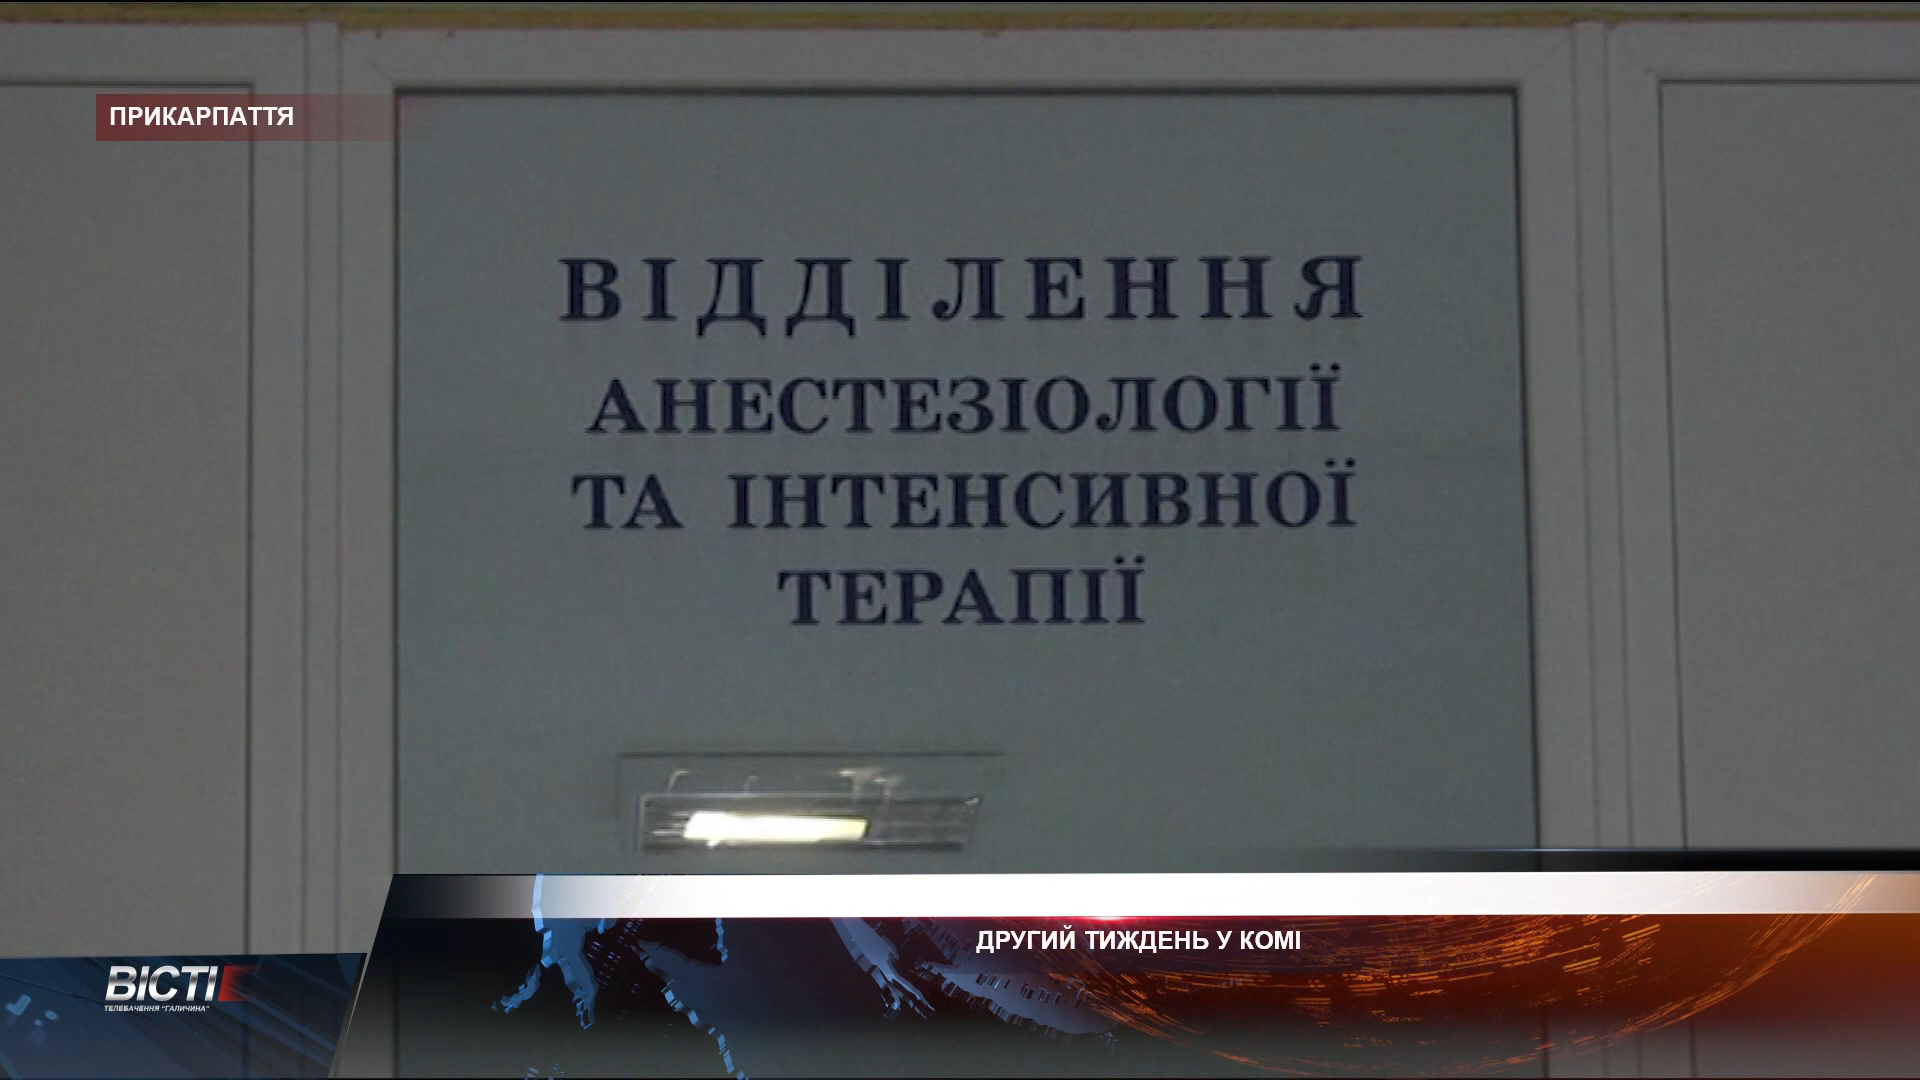 ПРИКАРПАТТЯ
ВІДДІЛЕННЯ
АНЕСТЕЗІОЛОГІЇ
ТА ІНТЕНСИВНОЇ
ТЕРАПІЇ
ДРУГИЙ ТИЖДЕНЬ У КОМІ
ВІСТІ
ТЕЛЕБАЧЕННЯ "ГАЛИЧИНА"